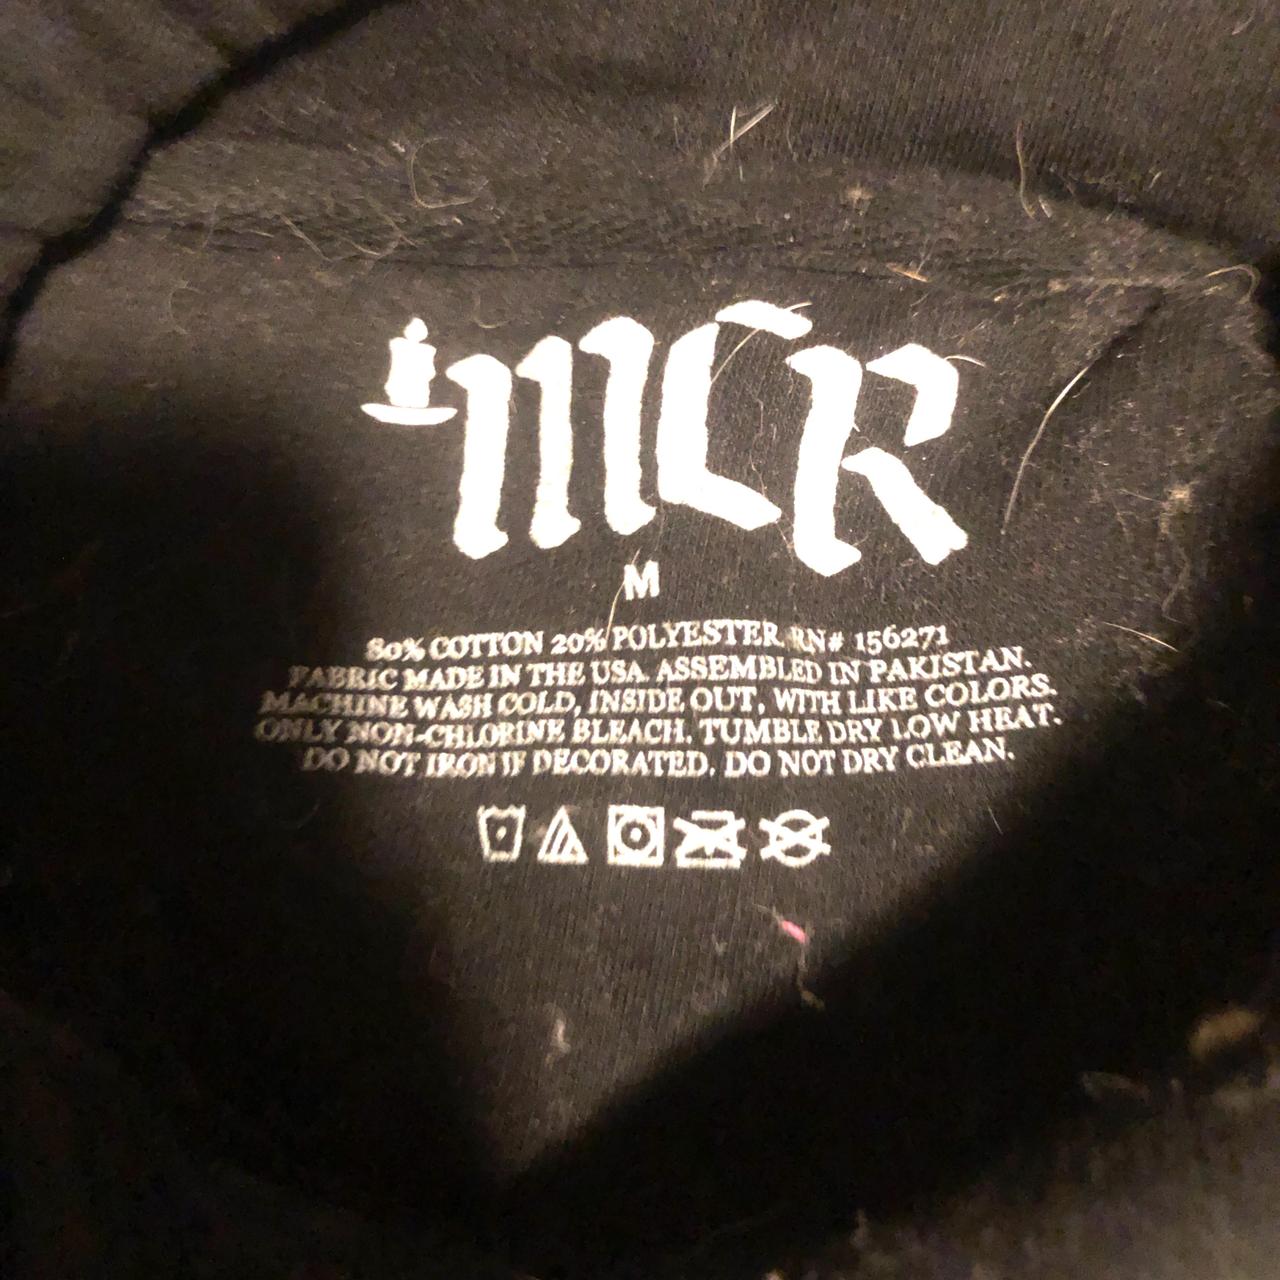 MCR
M
80% COTTON 20% POLYESTER RN# 156271
FABRIC MADE IN THE USA. ASSEMBLED IN PAKISTAN.
MACHINE WASH COLD, INSIDE OUT, WITH LIKE COLORS.
ONLY NON-CHLORINE BLEACH. TUMBLE DRY LOW HEAT.
DO NOT IRON IF DECORATED. DO NOT DRY CLEAN.